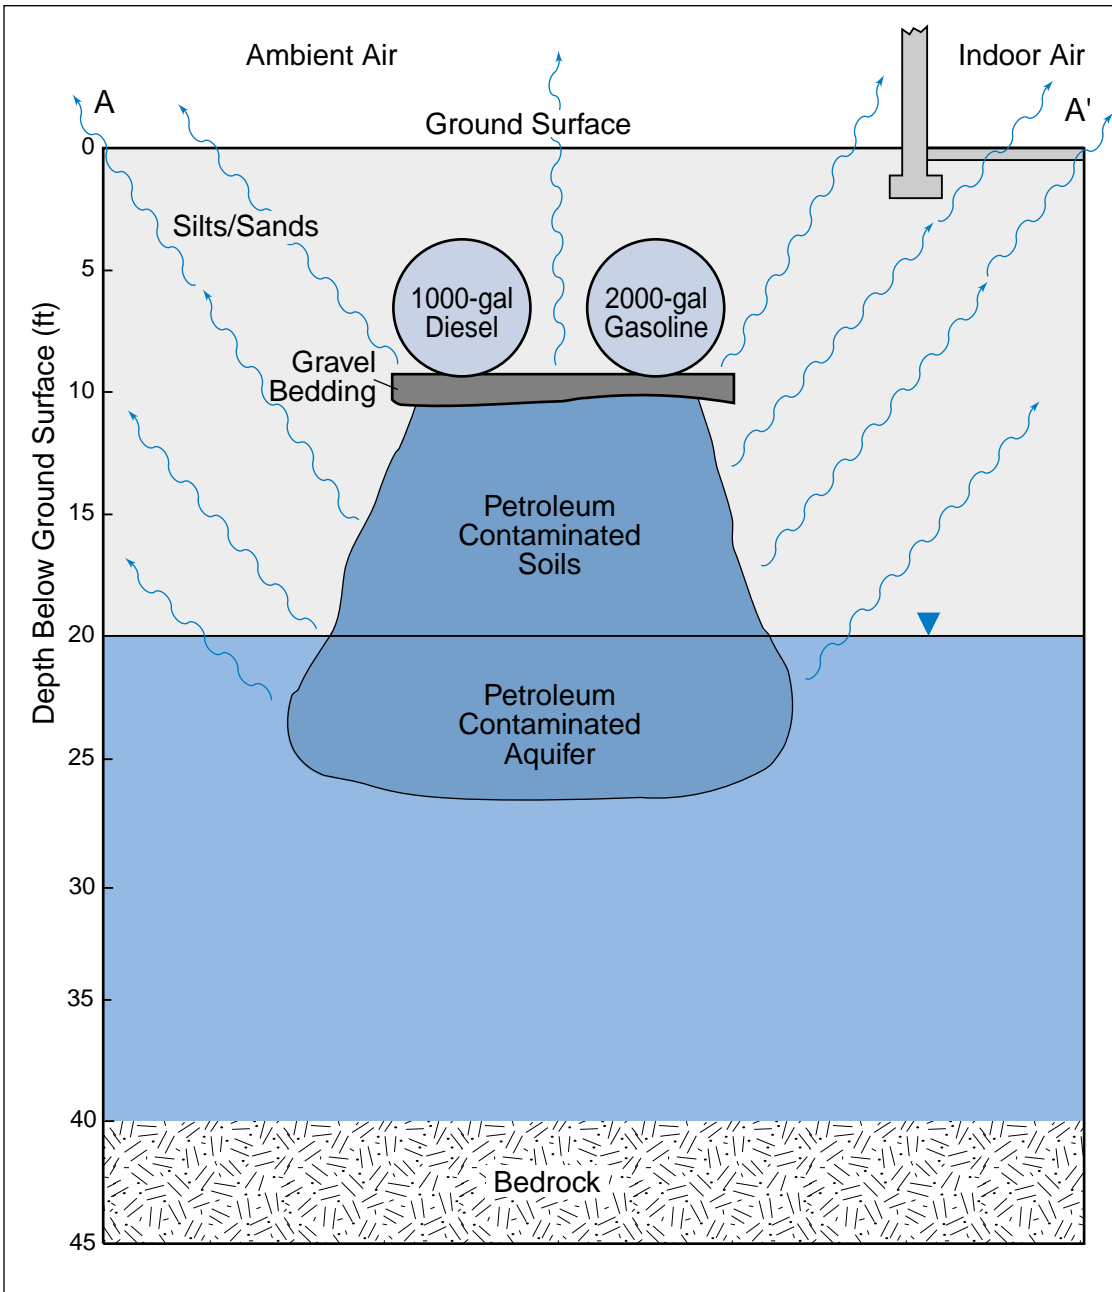 Ambient Air
Indoor Air
A
A'
Ground Surface
0
Silts/Sands
5
1000-gal
Diesel
2000-gal
Gasoline
Gravel
Bedding
10
Depth Below Ground Surface (ft)
15
Petroleum
Contaminated
Soils
20
Petroleum
Contaminated
Aquifer
25
30
35
40
Bedrock
45